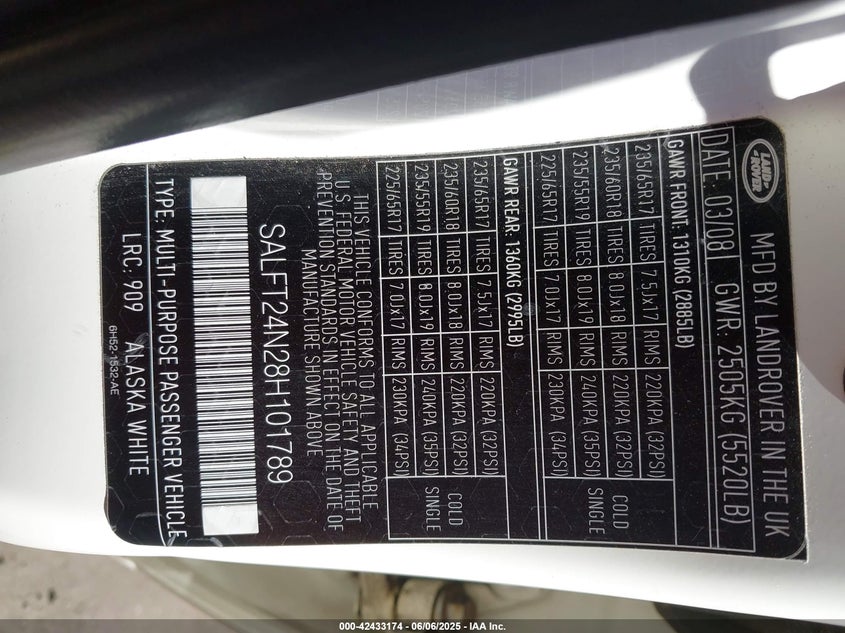 LAND ROVER
MFD BY LANDROVER IN THE UK
DATE: 03/08 GWR: 2505KG (5520LB)
GAWR FRONT: 1310KG (2885LB)
235/65R17 TIRES 7.5Jx17 RIMS 220KPA (32PSI)
235/60R18 TIRES 8.0Jx18 RIMS 220KPA (32PSI) COLD
235/55R19 TIRES 8.0Jx19 RIMS 240KPA (35PSI) SINGLE
225/65R17 TIRES 7.0Jx17 RIMS 230KPA (34PSI)
GAWR REAR: 1360KG (2995LB)
235/65R17 TIRES 7.5Jx17 RIMS 220KPA (32PSI)
235/60R18 TIRES 8.0Jx18 RIMS 220KPA (32PSI) COLD
235/55R19 TIRES 8.0Jx19 RIMS 240KPA (35PSI) SINGLE
225/65R17 TIRES 7.0Jx17 RIMS 230KPA (34PSI)
THIS VEHICLE CONFORMS TO ALL APPLICABLE
U.S. FEDERAL MOTOR VEHICLE SAFETY AND THEFT
PREVENTION STANDARDS IN EFFECT ON THE DATE OF
MANUFACTURE SHOWN ABOVE
SALFT24N28H101789
TYPE: MULTI-PURPOSE PASSENGER VEHICLE
LRC: 909 ALASKA WHITE
6H52-1532-AE
000-42433174 - 06/06/2025 - IAA Inc.